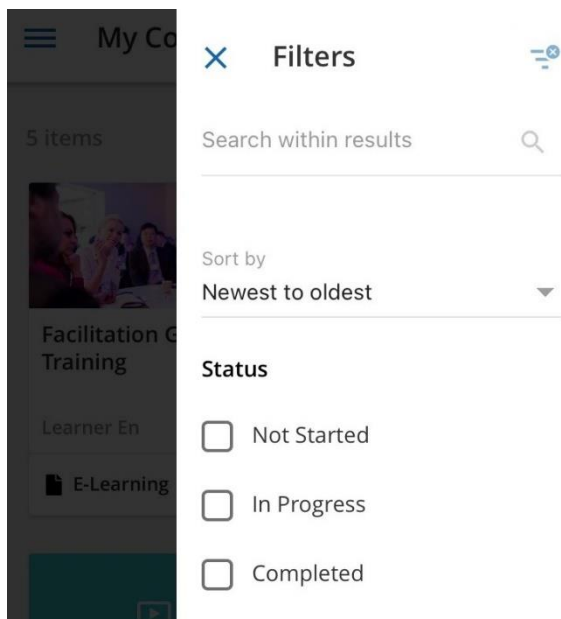 My Co
Filters
5 items
Search within results
Sort by
Newest to oldest
Facilitation G
Training
Status
Learner En
Not Started
E-Learning
In Progress
Completed